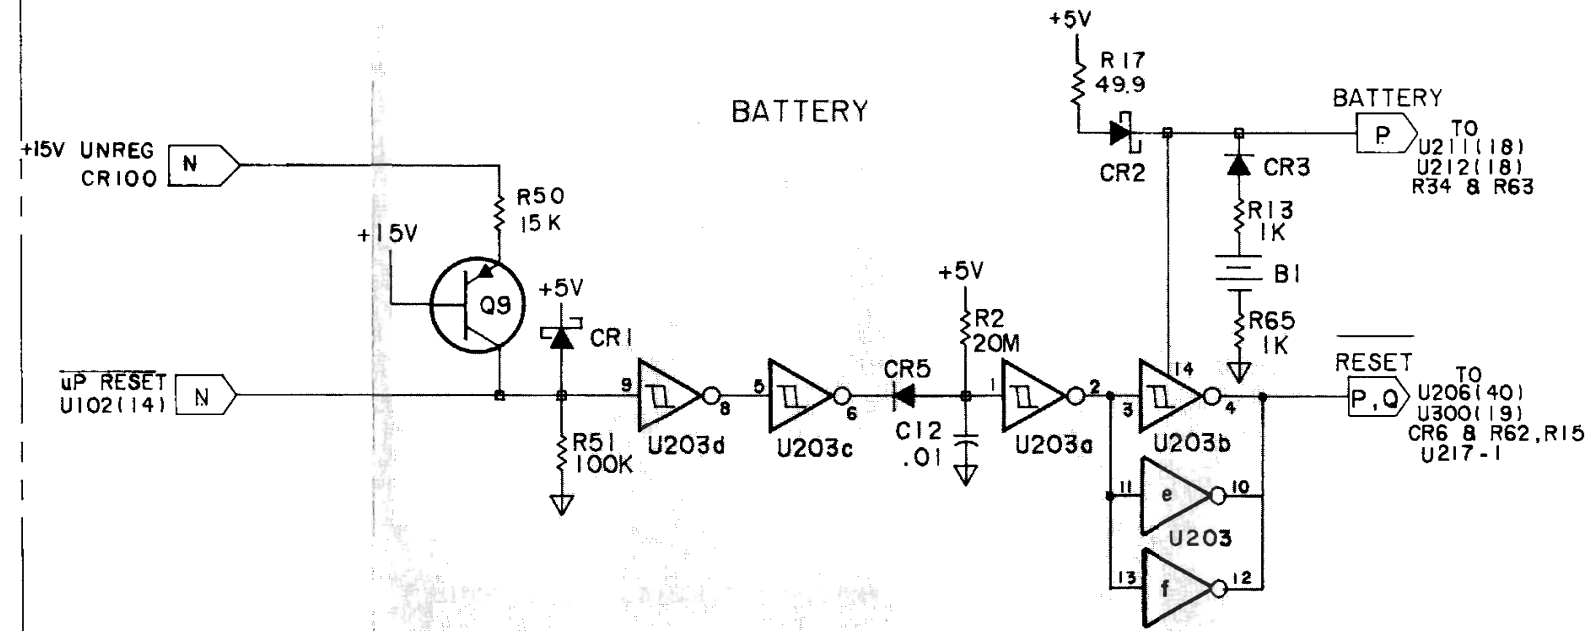 +5V
R17
49.9
BATTERY
BATTERY
P
TO
U211(18)
U212(18)
R34 & R63
CR2
CR3
+15V UNREG
CR100
N
R50
15K
R13
1K
+15V
B1
Q9
+5V
CR1
+5V
R2
20M
R65
1K
RESET
uP RESET
U102(14)
N
9
8
5
6
CR5
1
2
3
14
4
P,Q
TO
U206(40)
U300(19)
CR6 & R62,R15
U217-1
R51
100K
U203d
U203c
C12
.01
U203a
U203b
11
e
10
U203
13
f
12